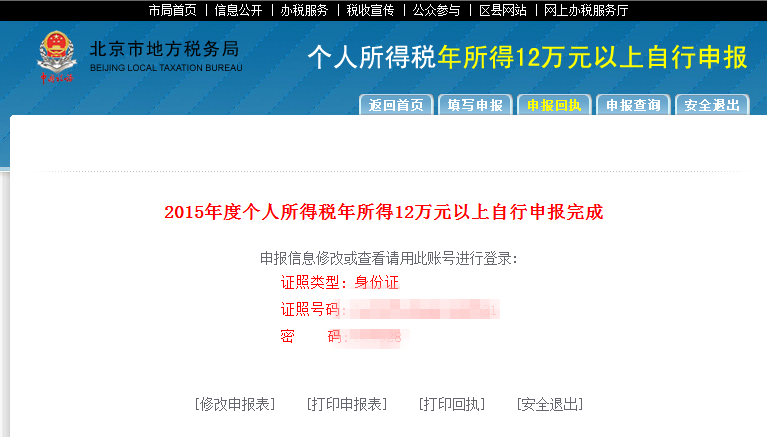 市局首页 | 信息公开 | 办税服务 | 税收宣传 | 公众参与 | 区县网站 | 网上办税服务厅
北京市地方税务局
BEIJING LOCAL TAXATION BUREAU
个人所得税年所得12万元以上自行申报
返回首页 填写申报 申报回执 申报查询 安全退出
2015年度个人所得税年所得12万元以上自行申报完成
申报信息修改或查看请用此账号进行登录:
证照类型：身份证
证照号码:
密 码:
[修改申报表] [打印申报表] [打印回执] [安全退出]